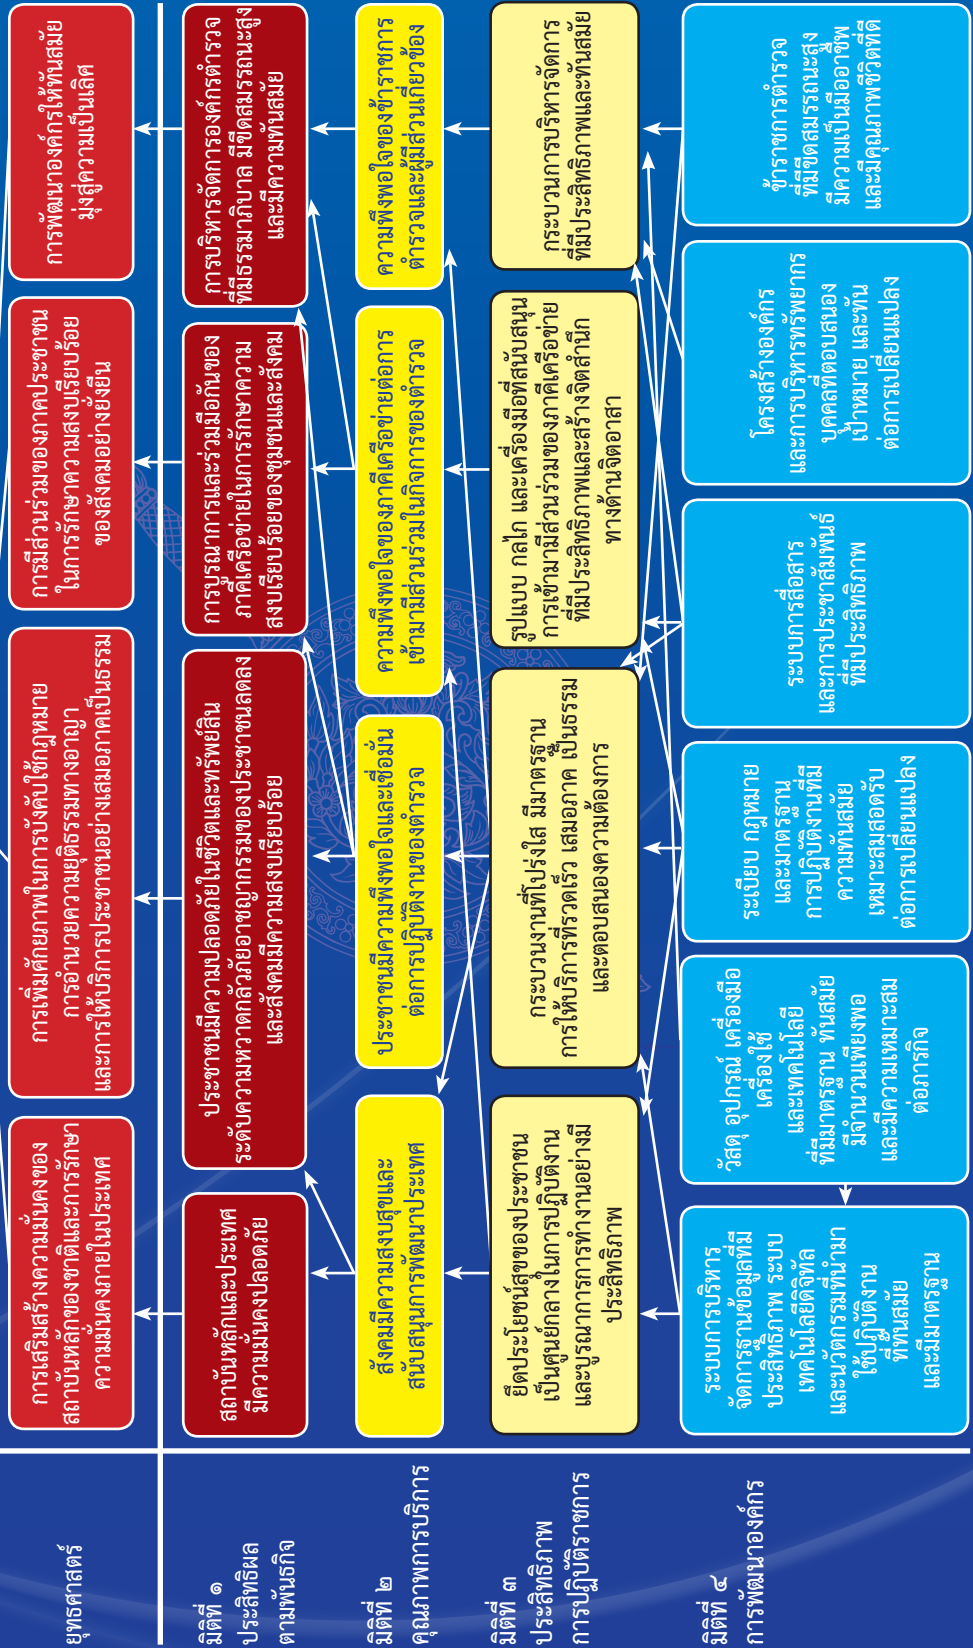 ยุทธศาสตร์
การเสริมสร้างความมั่นคงของ
สถาบันหลักของชาติและการรักษา
ความมั่นคงภายในประเทศ
การเพิ่มศักยภาพในการบังคับใช้กฎหมาย
การอำนวยความยุติธรรมทางอาญา
และการให้บริการประชาชนอย่างเสมอภาคเป็นธรรม
การมีส่วนร่วมของภาคประชาชน
ในการรักษาความสงบเรียบร้อย
ของสังคมอย่างยั่งยืน
การพัฒนาองค์กรให้ทันสมัย
มุ่งสู่ความเป็นเลิศ
มิติที่ ๑
ประสิทธิผล
ตามพันธกิจ
สถาบันหลักและประเทศ
มีความมั่นคงปลอดภัย
ประชาชนมีความปลอดภัยในชีวิตและทรัพย์สิน
ระดับความหวาดกลัวภัยอาชญากรรมของประชาชนลดลง
และสังคมมีความสงบเรียบร้อย
การบูรณาการและร่วมมือกันของ
ภาคีเครือข่ายในการรักษาความ
สงบเรียบร้อยของชุมชนและสังคม
การบริหารจัดการองค์กรตำรวจ
ที่มีธรรมาภิบาล มีขีดสมรรถนะสูง
และมีความทันสมัย
มิติที่ ๒
คุณภาพการบริการ
สังคมมีความสงบสุขและ
สนับสนุนการพัฒนาประเทศ
ประชาชนมีความพึงพอใจและเชื่อมั่น
ต่อการปฏิบัติงานของตำรวจ
ความพึงพอใจของภาคีเครือข่ายต่อการ
เข้ามามีส่วนร่วมในกิจการของตำรวจ
ความพึงพอใจของข้าราชการ
ตำรวจและผู้มีส่วนเกี่ยวข้อง
มิติที่ ๓
ประสิทธิภาพ
การปฏิบัติราชการ
ยึดประโยชน์สุขของประชาชน
เป็นศูนย์กลางในการปฏิบัติงาน
และบูรณาการการทำงานอย่างมี
ประสิทธิภาพ
กระบวนงานที่โปร่งใส มีมาตรฐาน
การให้บริการที่รวดเร็ว เสมอภาค เป็นธรรม
และตอบสนองความต้องการ
รูปแบบ กลไก และเครื่องมือที่สนับสนุน
การเข้ามามีส่วนร่วมของภาคีเครือข่าย
ที่มีประสิทธิภาพและสร้างจิตสำนึก
ทางด้านจิตอาสา
กระบวนการบริหารจัดการ
ที่มีประสิทธิภาพและทันสมัย
มิติที่ ๔
การพัฒนาองค์กร
ระบบการบริหาร
จัดการฐานข้อมูลที่มี
ประสิทธิภาพ ระบบ
เทคโนโลยีดิจิทัล
และนวัตกรรมที่นำมา
ใช้ปฏิบัติงาน
ที่ทันสมัย
และมีมาตรฐาน
วัสดุ อุปกรณ์ เครื่องมือ
เครื่องใช้
และเทคโนโลยี
ที่มีมาตรฐาน ทันสมัย
มีจำนวนเพียงพอ
และมีความเหมาะสม
ต่อภารกิจ
ระเบียบ กฎหมาย
และมาตรฐาน
การปฏิบัติงานที่มี
ความทันสมัย
เหมาะสมสอดรับ
ต่อการเปลี่ยนแปลง
ระบบการสื่อสาร
และการประชาสัมพันธ์
ที่มีประสิทธิภาพ
โครงสร้างองค์กร
และการบริหารทรัพยากร
บุคคลที่ตอบสนอง
เป้าหมาย และทัน
ต่อการเปลี่ยนแปลง
ข้าราชการตำรวจ
ที่มีขีดสมรรถนะสูง
มีความเป็นมืออาชีพ
และมีคุณภาพชีวิตที่ดี